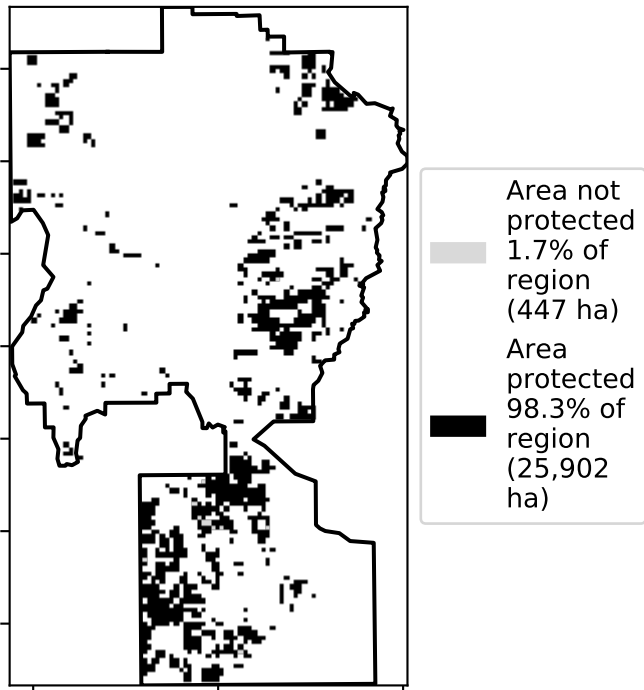 Area not
protected
1.7% of
region
(447 ha)
Area
protected
98.3% of
region
(25,902
ha)